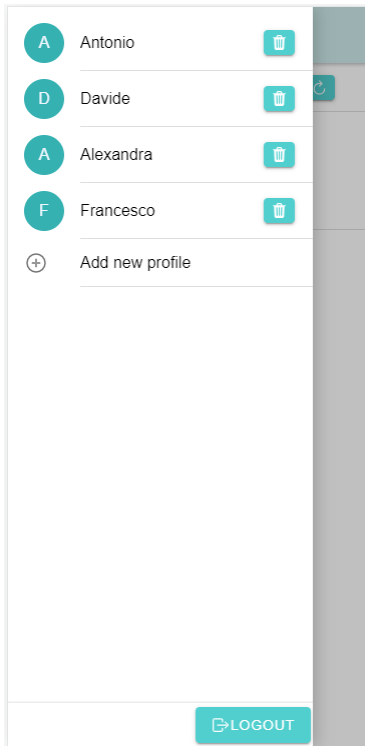 A Antonio
D Davide
A Alexandra
F Francesco
Add new profile
LOGOUT